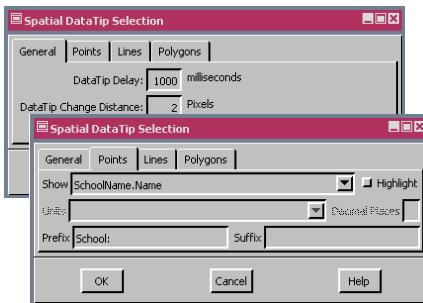 Spatial DataTip Selection
General Points Lines Polygons
DataTip Delay: 1000 milliseconds
DataTip Change Distance: 2 Pixels
Spatial DataTip Selection
General Points Lines Polygons
Show SchoolName.Name Highlight
Units Decimal Places
Prefix School: Suffix
OK Cancel Help